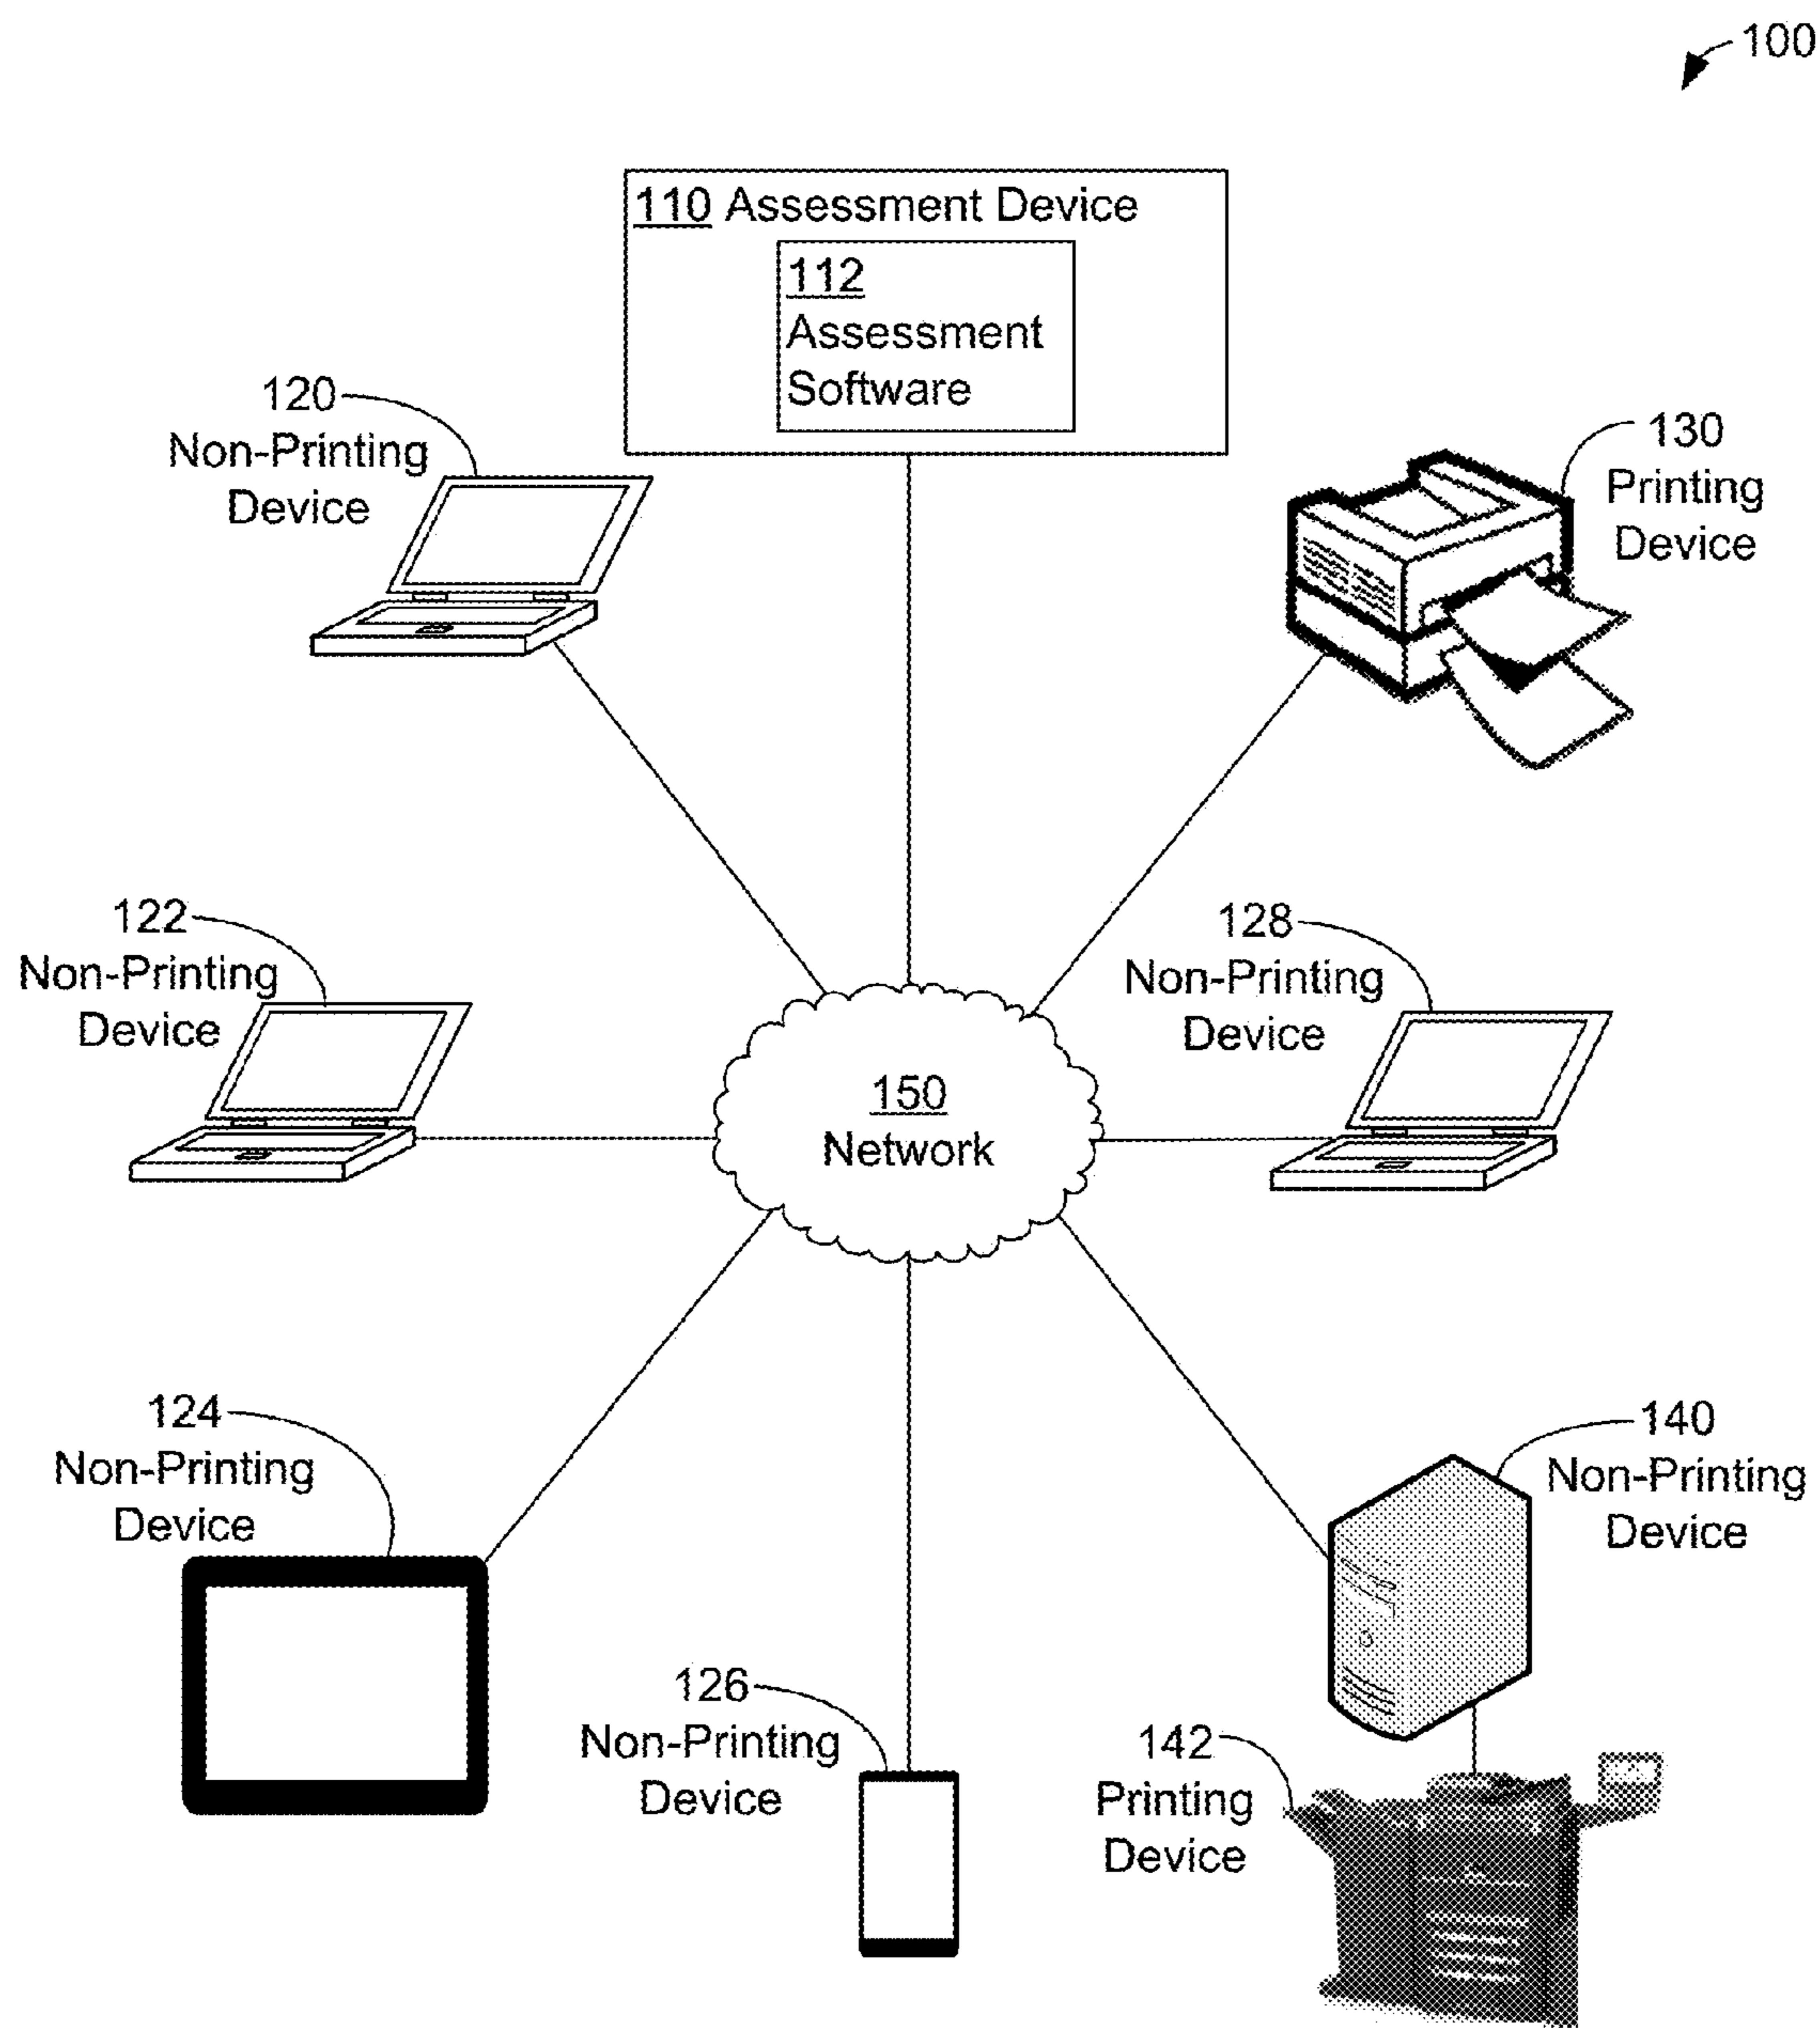 100
110 Assessment Device
112
Assessment
Software
120
Non-Printing
Device
130
Printing
Device
122
Non-Printing
Device
128
Non-Printing
Device
150
Network
124
Non-Printing
Device
140
Non-Printing
Device
126
Non-Printing
Device
142
Printing
Device